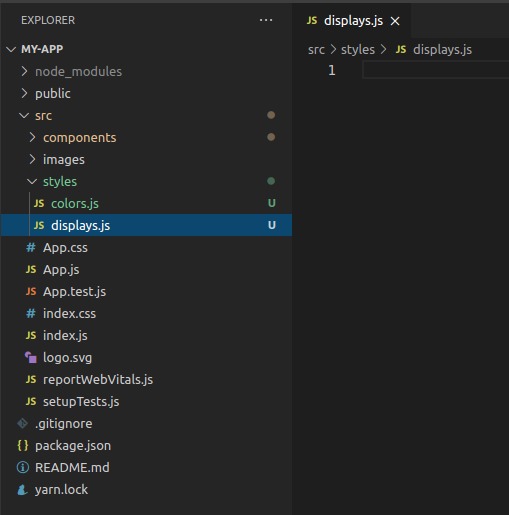 EXPLORER
MY-APP
node_modules
public
src
components
images
styles
JS colors.js U
JS displays.js U
# App.css
JS App.js
JS App.test.js
# index.css
JS index.js
logo.svg
JS reportWebVitals.js
JS setupTests.js
.gitignore
{} package.json
README.md
yarn.lock
JS displays.js ×
src > styles > JS displays.js
1